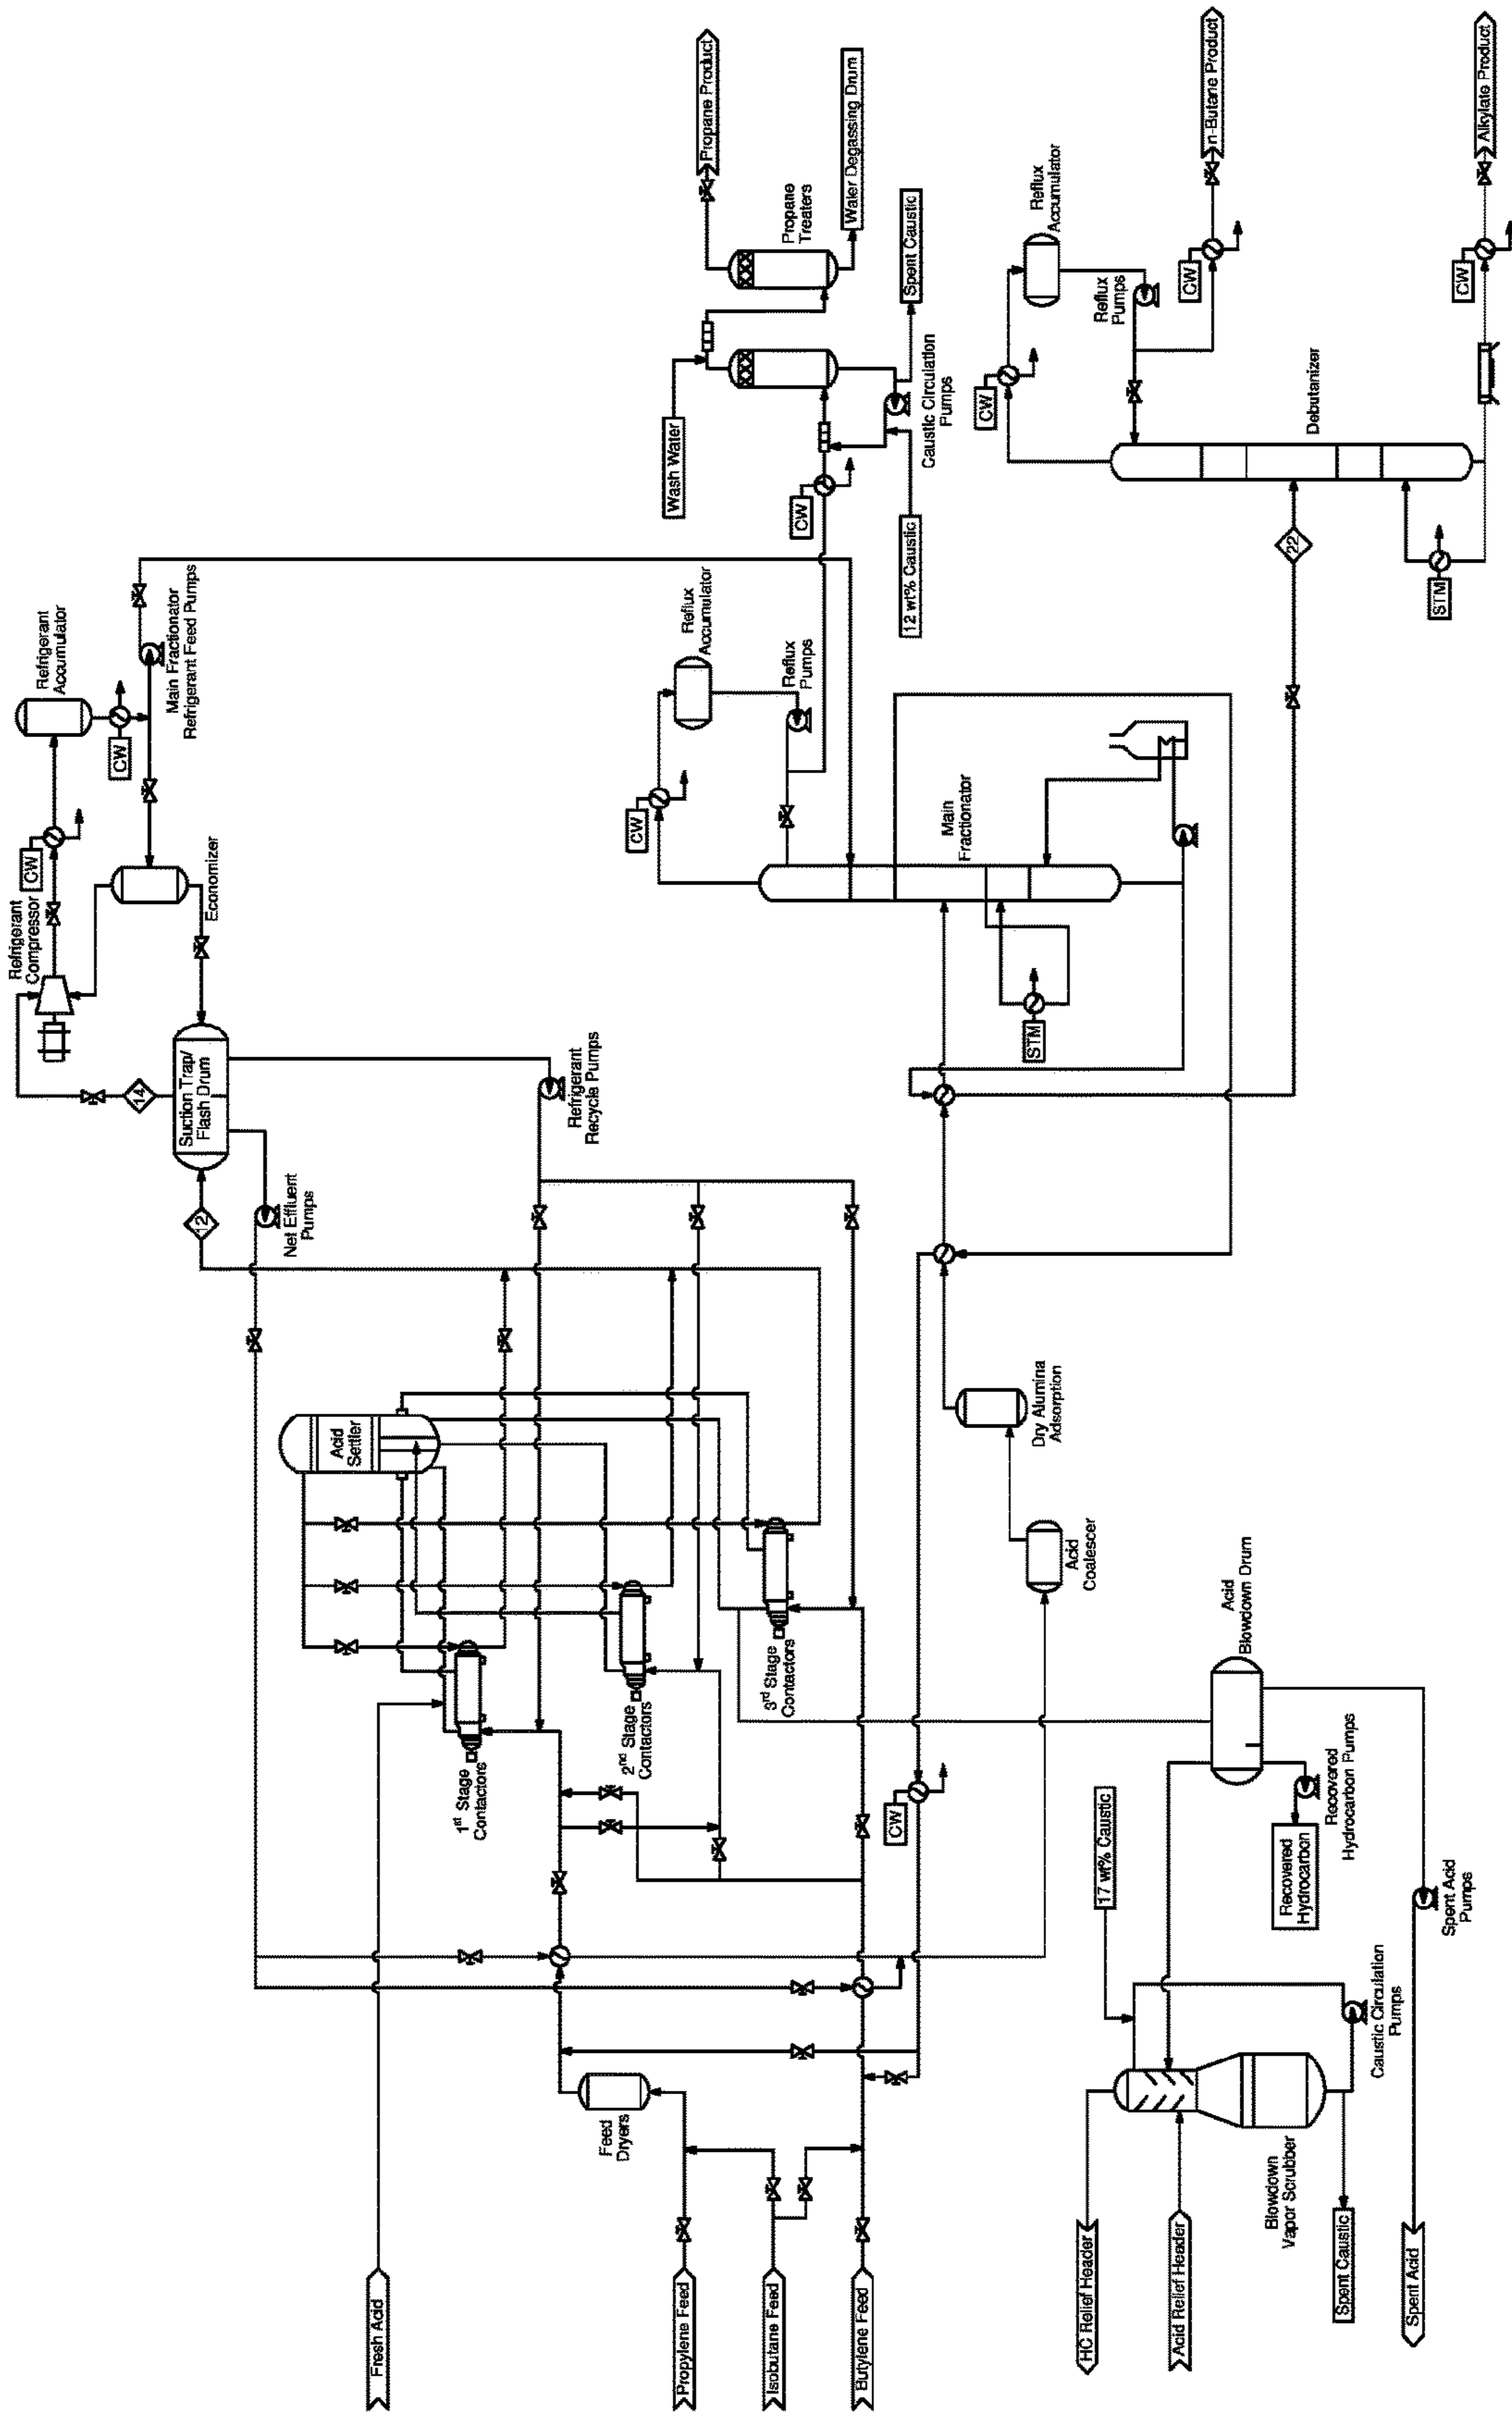 Fresh Acid
Propylene Feed
Isobutane Feed
Butylene Feed
HC Relief Header
Acid Relief Header
Spent Caustic
Spent Acid
Feed
Dryers
Blowdown
Vapor Scrubber
17 wt% Caustic
Caustic Circulation
Pumps
Spent Acid
Pumps
Recovered
Hydrocarbon
Recovered
Hydrocarbon Pumps
Acid
Blowdown Drum
1st Stage
Contactors
2nd Stage
Contactors
3rd Stage
Contactors
CW
Acid
Settler
Acid
Coalescer
Dry Alumina
Adsorption
Net Effluent
Pumps
12
Suction Trap/
Flash Drum
14
Refrigerant
Recycle Pumps
Refrigerant
Compressor
Economizer
CW
Refrigerant
Accumulator
CW
Main Fractionator
Refrigerant Feed Pumps
STM
Main
Fractionator
CW
Reflux
Accumulator
Reflux
Pumps
Wash Water
CW
12 wt% Caustic
Caustic Circulation
Pumps
Spent Caustic
Propane
Treaters
Water Degassing Drum
Propane Product
22
STM
Debutanizer
CW
Reflux
Accumulator
Reflux
Pumps
CW
n-Butane Product
CW
Alkylate Product